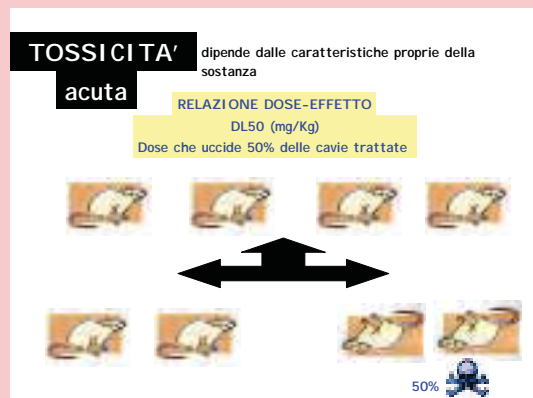 TOSSICITA’ dipende dalle caratteristiche proprie della
sostanza
acuta
RELAZIONE DOSE-EFFETTO
DL50 (mg/Kg)
Dose che uccide 50% delle cavie trattate
50%